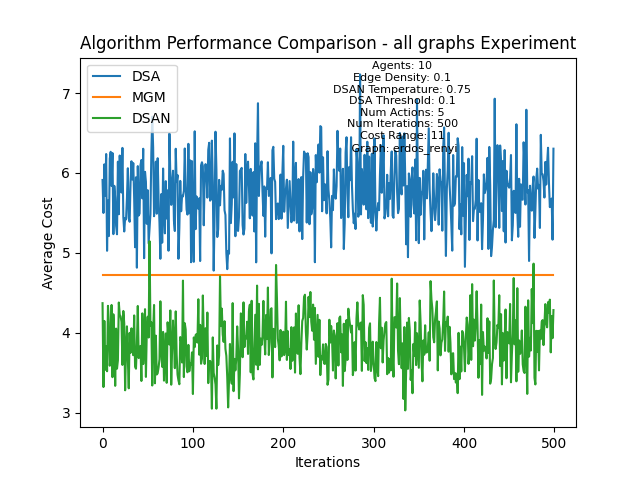 Algorithm Performance Comparison - all graphs Experiment
DSA
MGM
DSAN
Agents: 10
Edge Density: 0.1
DSAN Temperature: 0.75
DSA Threshold: 0.1
Num Actions: 5
Num Iterations: 500
Cost Range: 11
Graph: erdos_renyi
Average Cost
7
6
5
4
3
0
100
200
300
400
500
Iterations